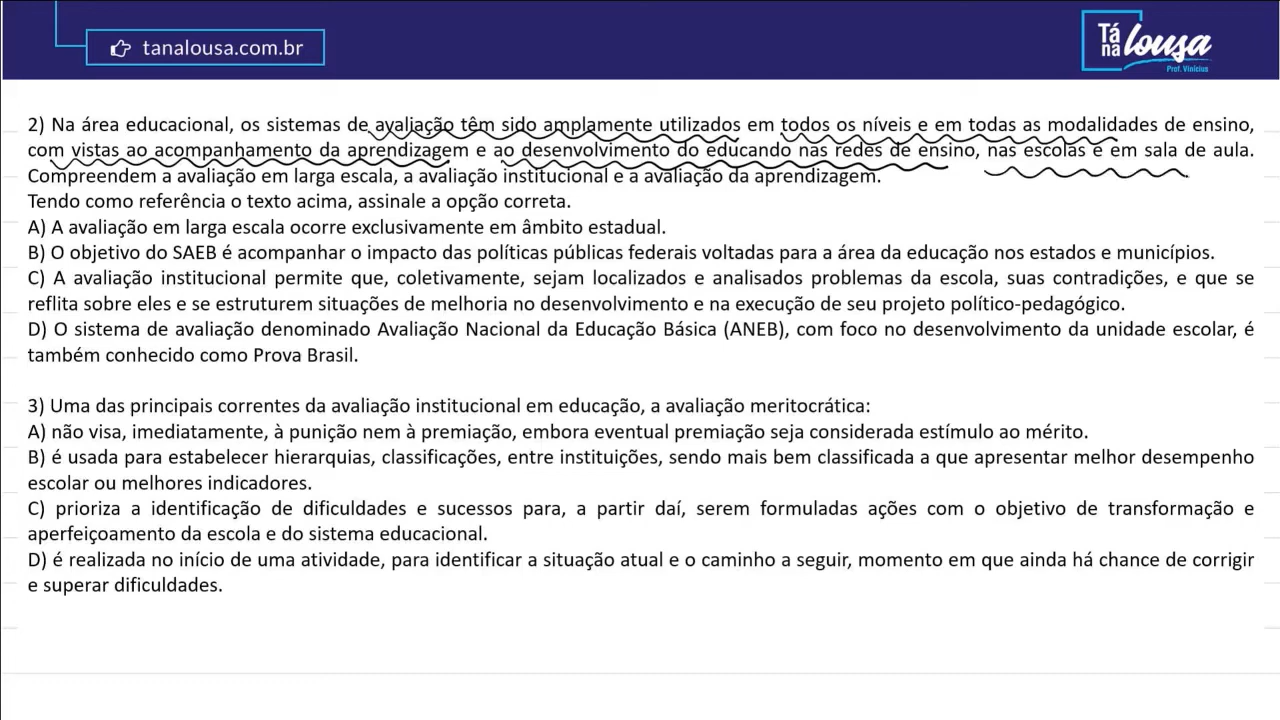 tanalousa.com.br
Tá na lousa
Prof. Vinícius
2) Na área educacional, os sistemas de avaliação têm sido amplamente utilizados em todos os níveis e em todas as modalidades de ensino,
com vistas ao acompanhamento da aprendizagem e ao desenvolvimento do educando nas redes de ensino, nas escolas e em sala de aula.
Compreendem a avaliação em larga escala, a avaliação institucional e a avaliação da aprendizagem.
Tendo como referência o texto acima, assinale a opção correta.
A) A avaliação em larga escala ocorre exclusivamente em âmbito estadual.
B) O objetivo do SAEB é acompanhar o impacto das políticas públicas federais voltadas para a área da educação nos estados e municípios.
C) A avaliação institucional permite que, coletivamente, sejam localizados e analisados problemas da escola, suas contradições, e que se
reflita sobre eles e se estruturem situações de melhoria no desenvolvimento e na execução de seu projeto político-pedagógico.
D) O sistema de avaliação denominado Avaliação Nacional da Educação Básica (ANEB), com foco no desenvolvimento da unidade escolar, é
também conhecido como Prova Brasil.
3) Uma das principais correntes da avaliação institucional em educação, a avaliação meritocrática:
A) não visa, imediatamente, à punição nem à premiação, embora eventual premiação seja considerada estímulo ao mérito.
B) é usada para estabelecer hierarquias, classificações, entre instituições, sendo mais bem classificada a que apresentar melhor desempenho
escolar ou melhores indicadores.
C) prioriza a identificação de dificuldades e sucessos para, a partir daí, serem formuladas ações com o objetivo de transformação e
aperfeiçoamento da escola e do sistema educacional.
D) é realizada no início de uma atividade, para identificar a situação atual e o caminho a seguir, momento em que ainda há chance de corrigir
e superar dificuldades.